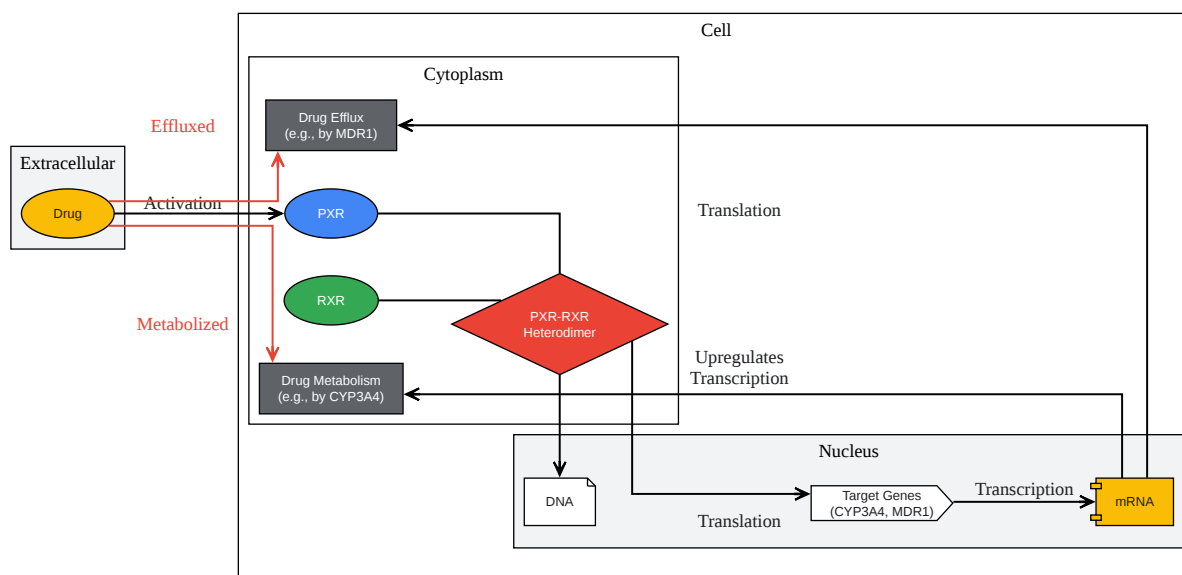 Cell
Cytoplasm
Drug Efflux
(e.g., by MDR1)
Effluxed
Extracellular
Drug
Activation
PXR
Translation
RXR
PXR-RXR
Heterodimer
Metabolized
Drug Metabolism
(e.g., by CYP3A4)
Upregulates
Transcription
Nucleus
DNA
Translation
Target Genes
(CYP3A4, MDR1)
Transcription
mRNA